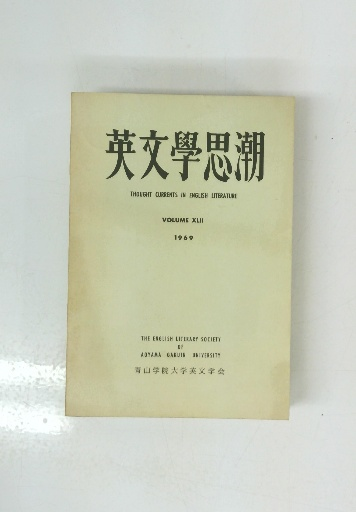 英文學思潮
THOUGHT CURRENTS IN ENGLISH LITERATURE
VOLUME XLII
1969
THE ENGLISH LITERARY SOCIETY
OF
AOYAMA GAKUIN UNIVERSITY
青山学院大学英文学会